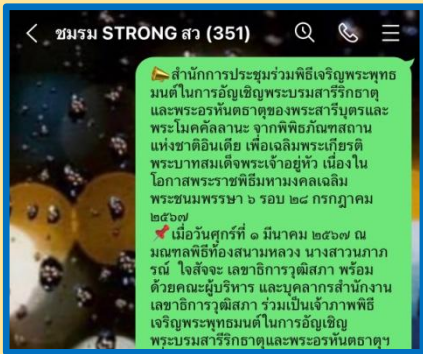 ชมรม STRONG สว (351)
สำนักการประชุมร่วมพิธีเจริญพระพุทธ
มนต์ในการอัญเชิญพระบรมสารีริกธาตุ
และพระอรหันตธาตุของพระสารีบุตรและ
พระโมคคัลลานะ จากพิพิธภัณฑสถาน
แห่งชาติอินเดีย เพื่อเฉลิมพระเกียรติ
พระบาทสมเด็จพระเจ้าอยู่หัว เนื่องใน
โอกาสพระราชพิธีมหามงคลเฉลิม
พระชนมพรรษา ๖ รอบ ๒๘ กรกฎาคม
๒๕๖๗
เมื่อวันศุกร์ที่ ๑ มีนาคม ๒๕๖๗ ณ
มณฑลพิธีท้องสนามหลวง นางสาวนภาภ
รณ์ ใจสัจจะ เลขาธิการวุฒิสภา พร้อม
ด้วยคณะผู้บริหาร และบุคลากรสำนักงาน
เลขาธิการวุฒิสภา ร่วมเป็นเจ้าภาพพิธี
เจริญพระพุทธมนต์ในการอัญเชิญ
พระบรมสารีริกธาตุและพระอรหันตธาตุฯ